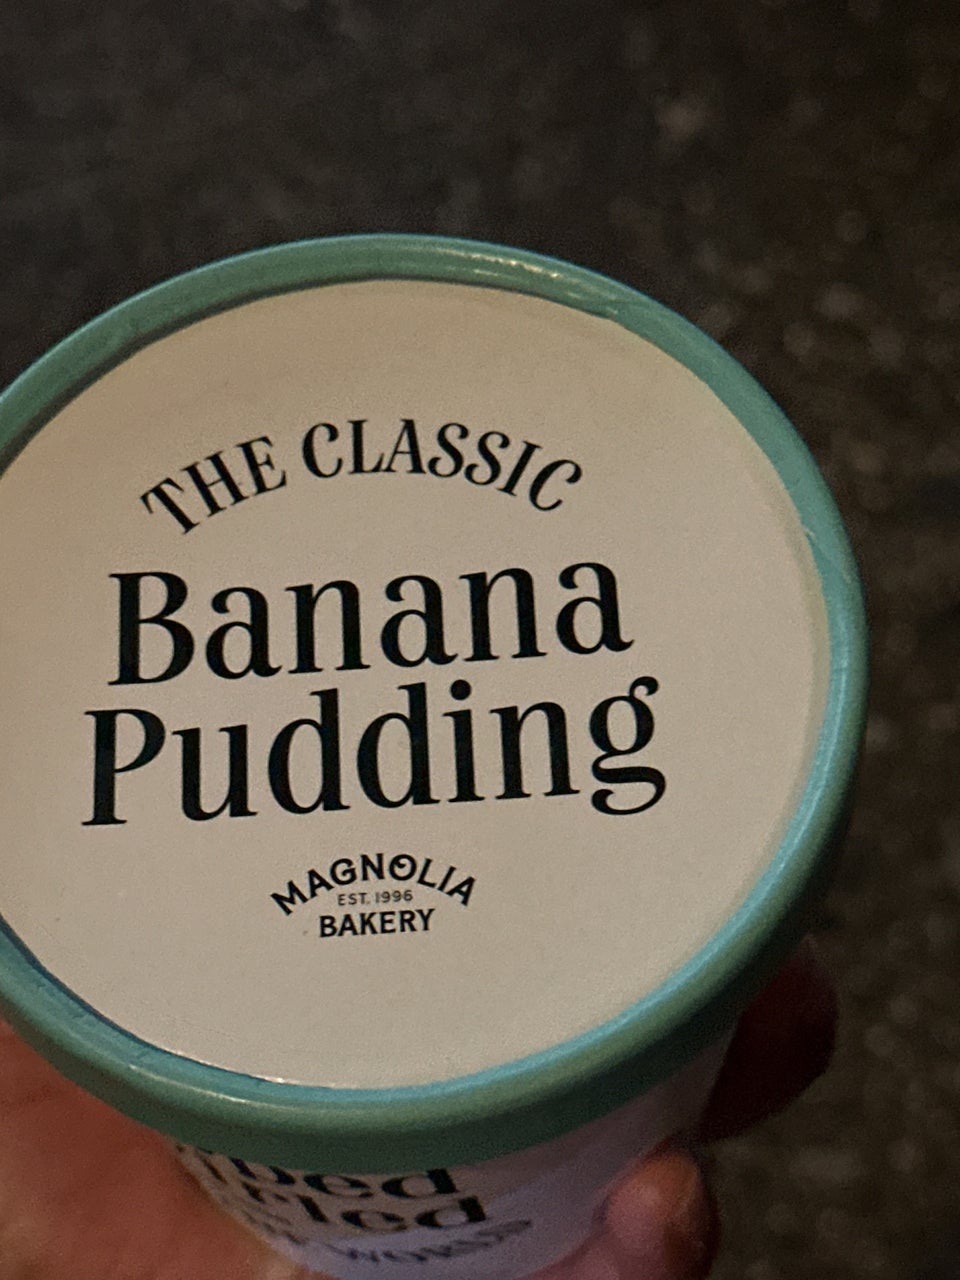 THE CLASSIC
Banana
Pudding
MAGNOLIA
EST. 1996
BAKERY